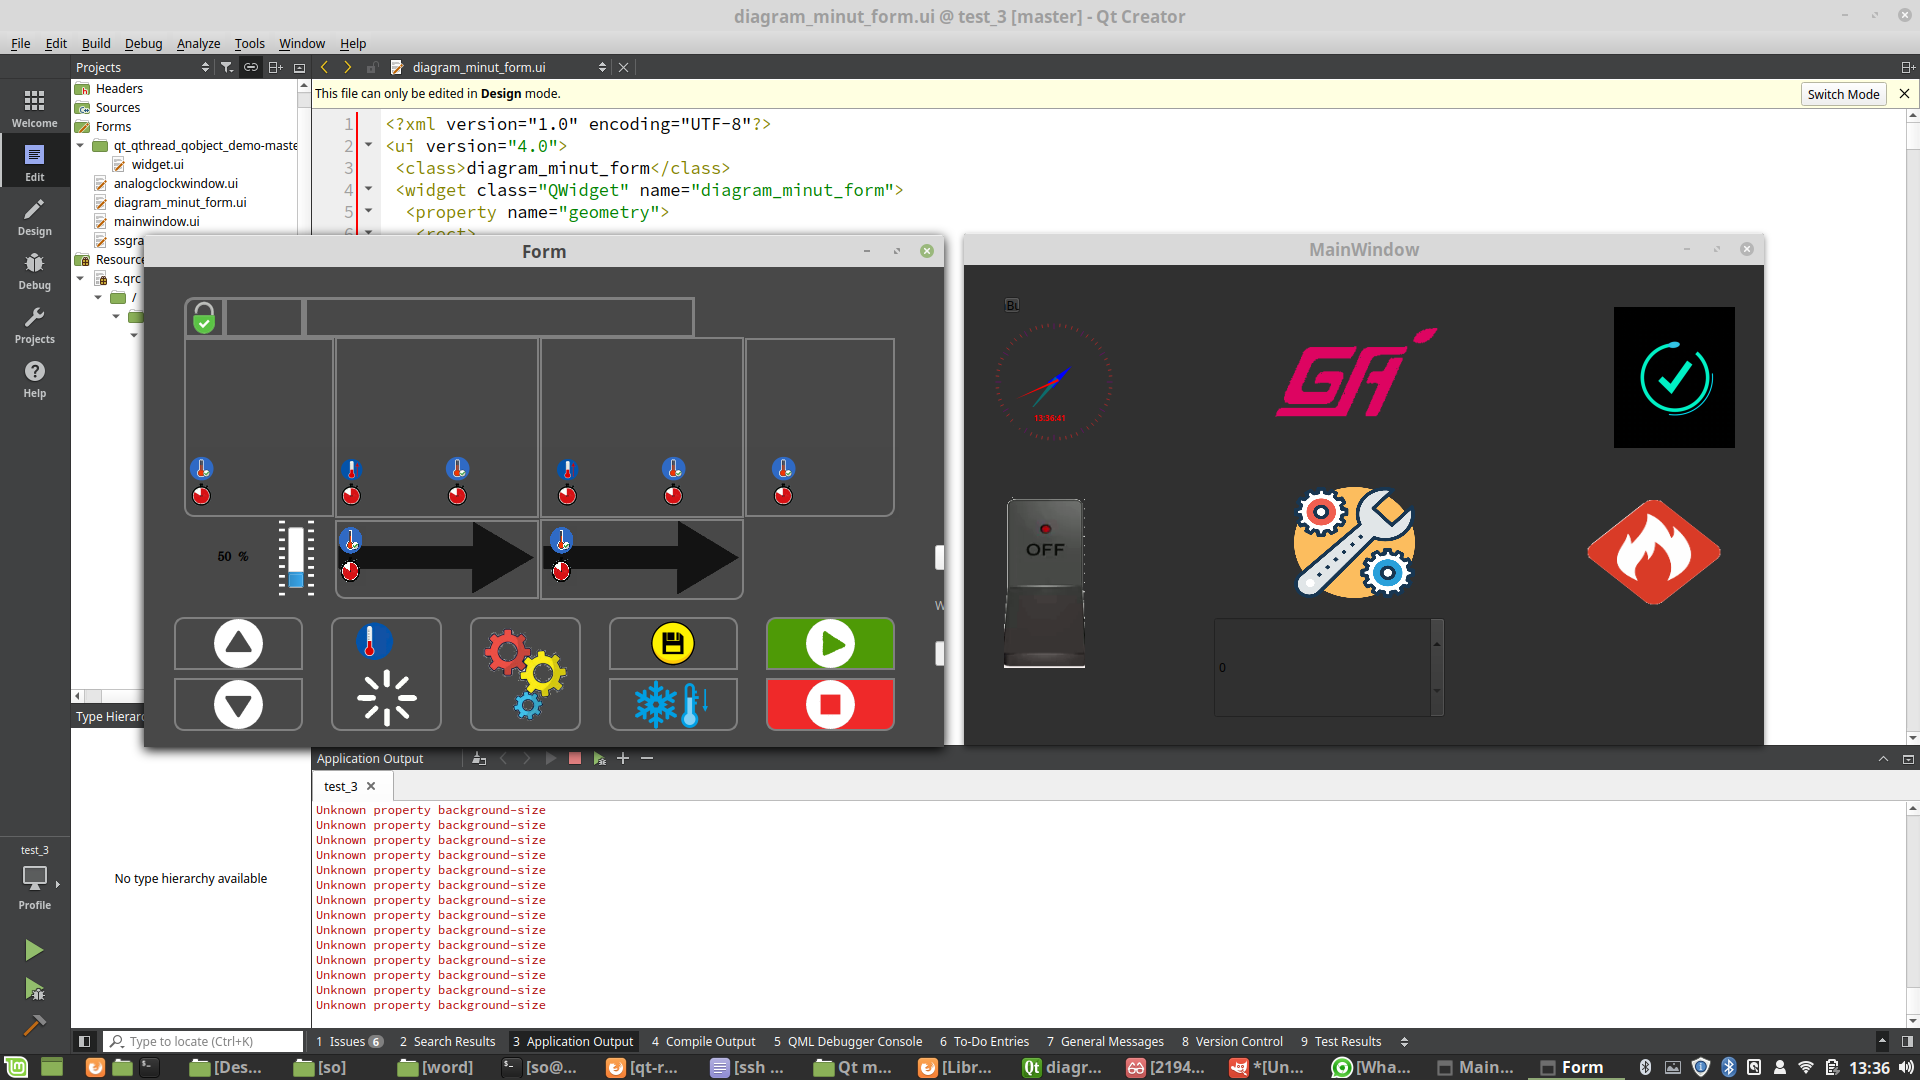 diagram_minut_form.ui @ test_3 [master] - Qt Creator
File Edit Build Debug Analyze Tools Window Help
Projects
diagram_minut_form.ui
Headers
Sources
Forms
qt_qthread_qobject_demo-maste
widget.ui
analogclockwindow.ui
diagram_minut_form.ui
mainwindow.ui
ssgra
Resource
s.qrc
/
Welcome
Edit
Design
Debug
Projects
Help
This file can only be edited in Design mode.
Switch Mode
1 <?xml version="1.0" encoding="UTF-8"?>
2 <ui version="4.0">
3 <class>diagram_minut_form</class>
4 <widget class="QWidget" name="diagram_minut_form">
5 <property name="geometry">
6 <rect>
Form
50 %
W
MainWindow
Bu
13:36:41
GH
OFF
0
Type Hierar
No type hierarchy available
test_3
Profile
Application Output
test_3
Unknown property background-size
Unknown property background-size
Unknown property background-size
Unknown property background-size
Unknown property background-size
Unknown property background-size
Unknown property background-size
Unknown property background-size
Unknown property background-size
Unknown property background-size
Unknown property background-size
Unknown property background-size
Unknown property background-size
Unknown property background-size
Type to locate (Ctrl+K)
1 Issues 6 2 Search Results 3 Application Output 4 Compile Output 5 QML Debugger Console 6 To-Do Entries 7 General Messages 8 Version Control 9 Test Results
[Des... [so] [word] [so@... [qt-r... [ssh ... Qt m... [Libr... diagr... [2194... *[Un... [Wha... Main... Form 13:36